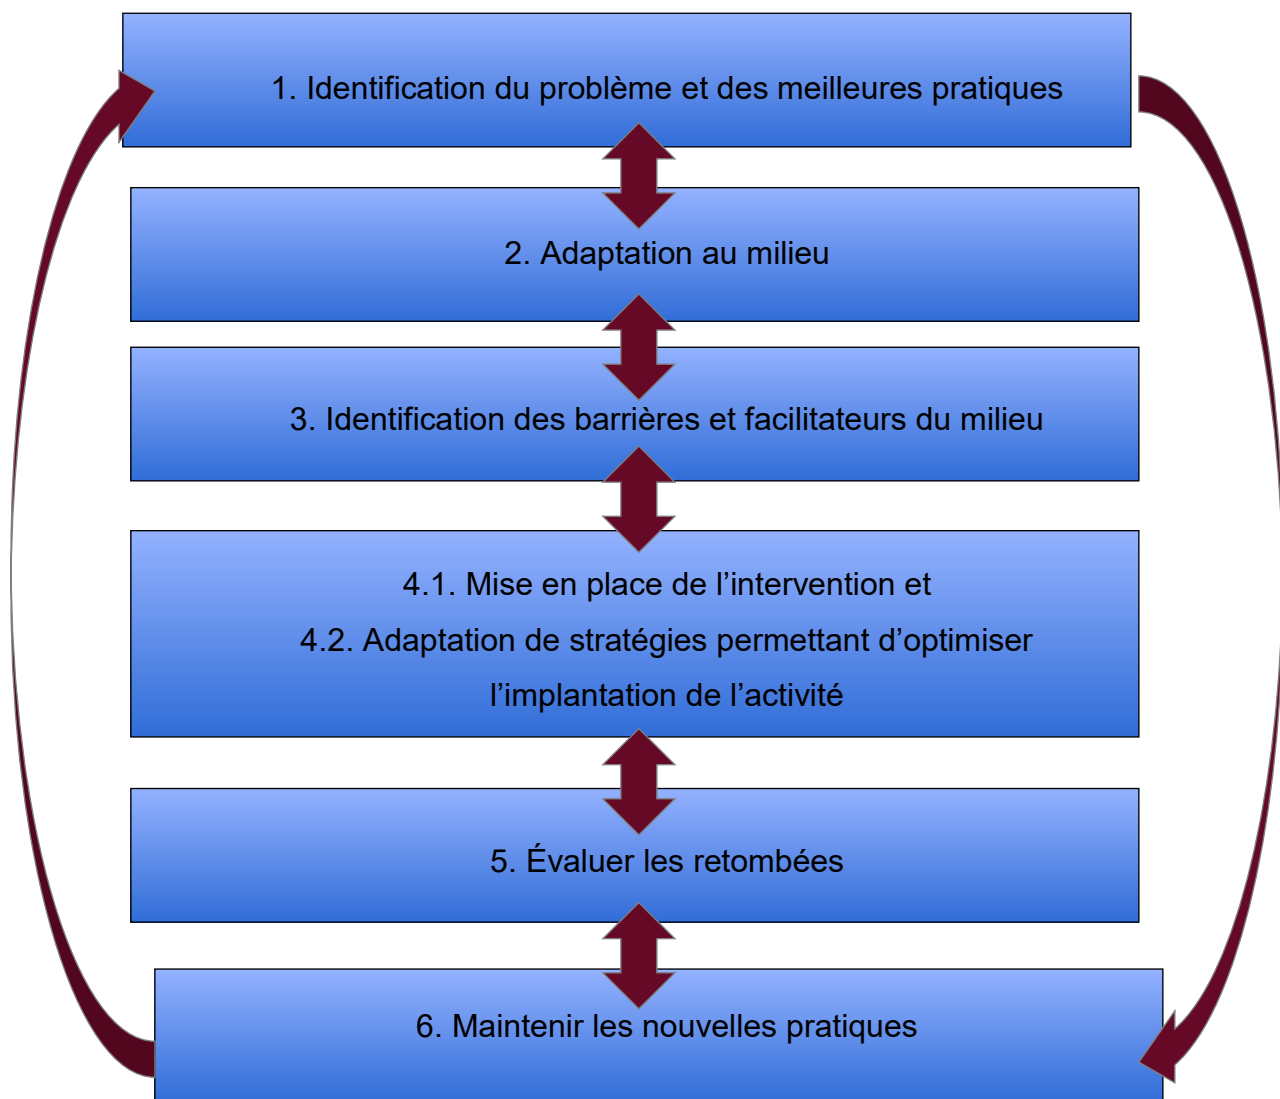 1. Identification du problème et des meilleures pratiques
2. Adaptation au milieu
3. Identification des barrières et facilitateurs du milieu
4.1. Mise en place de l’intervention et
4.2. Adaptation de stratégies permettant d’optimiser
l’implantation de l’activité
5. Évaluer les retombées
6. Maintenir les nouvelles pratiques